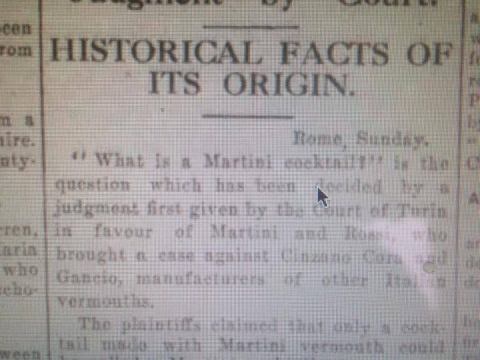 Judgment by Court.
HISTORICAL FACTS OF
ITS ORIGIN.
Rome, Sunday.
"What is a Martini cocktail?" is the
question which has been decided by a
judgment first given by the Court of Turin
in favour of Martini and Rossi, who
brought a case against Cinzano Cora and
Gancio, manufacturers of other Italian
vermouths.
The plaintiffs claimed that only a cock-
tail made with Martini vermouth could